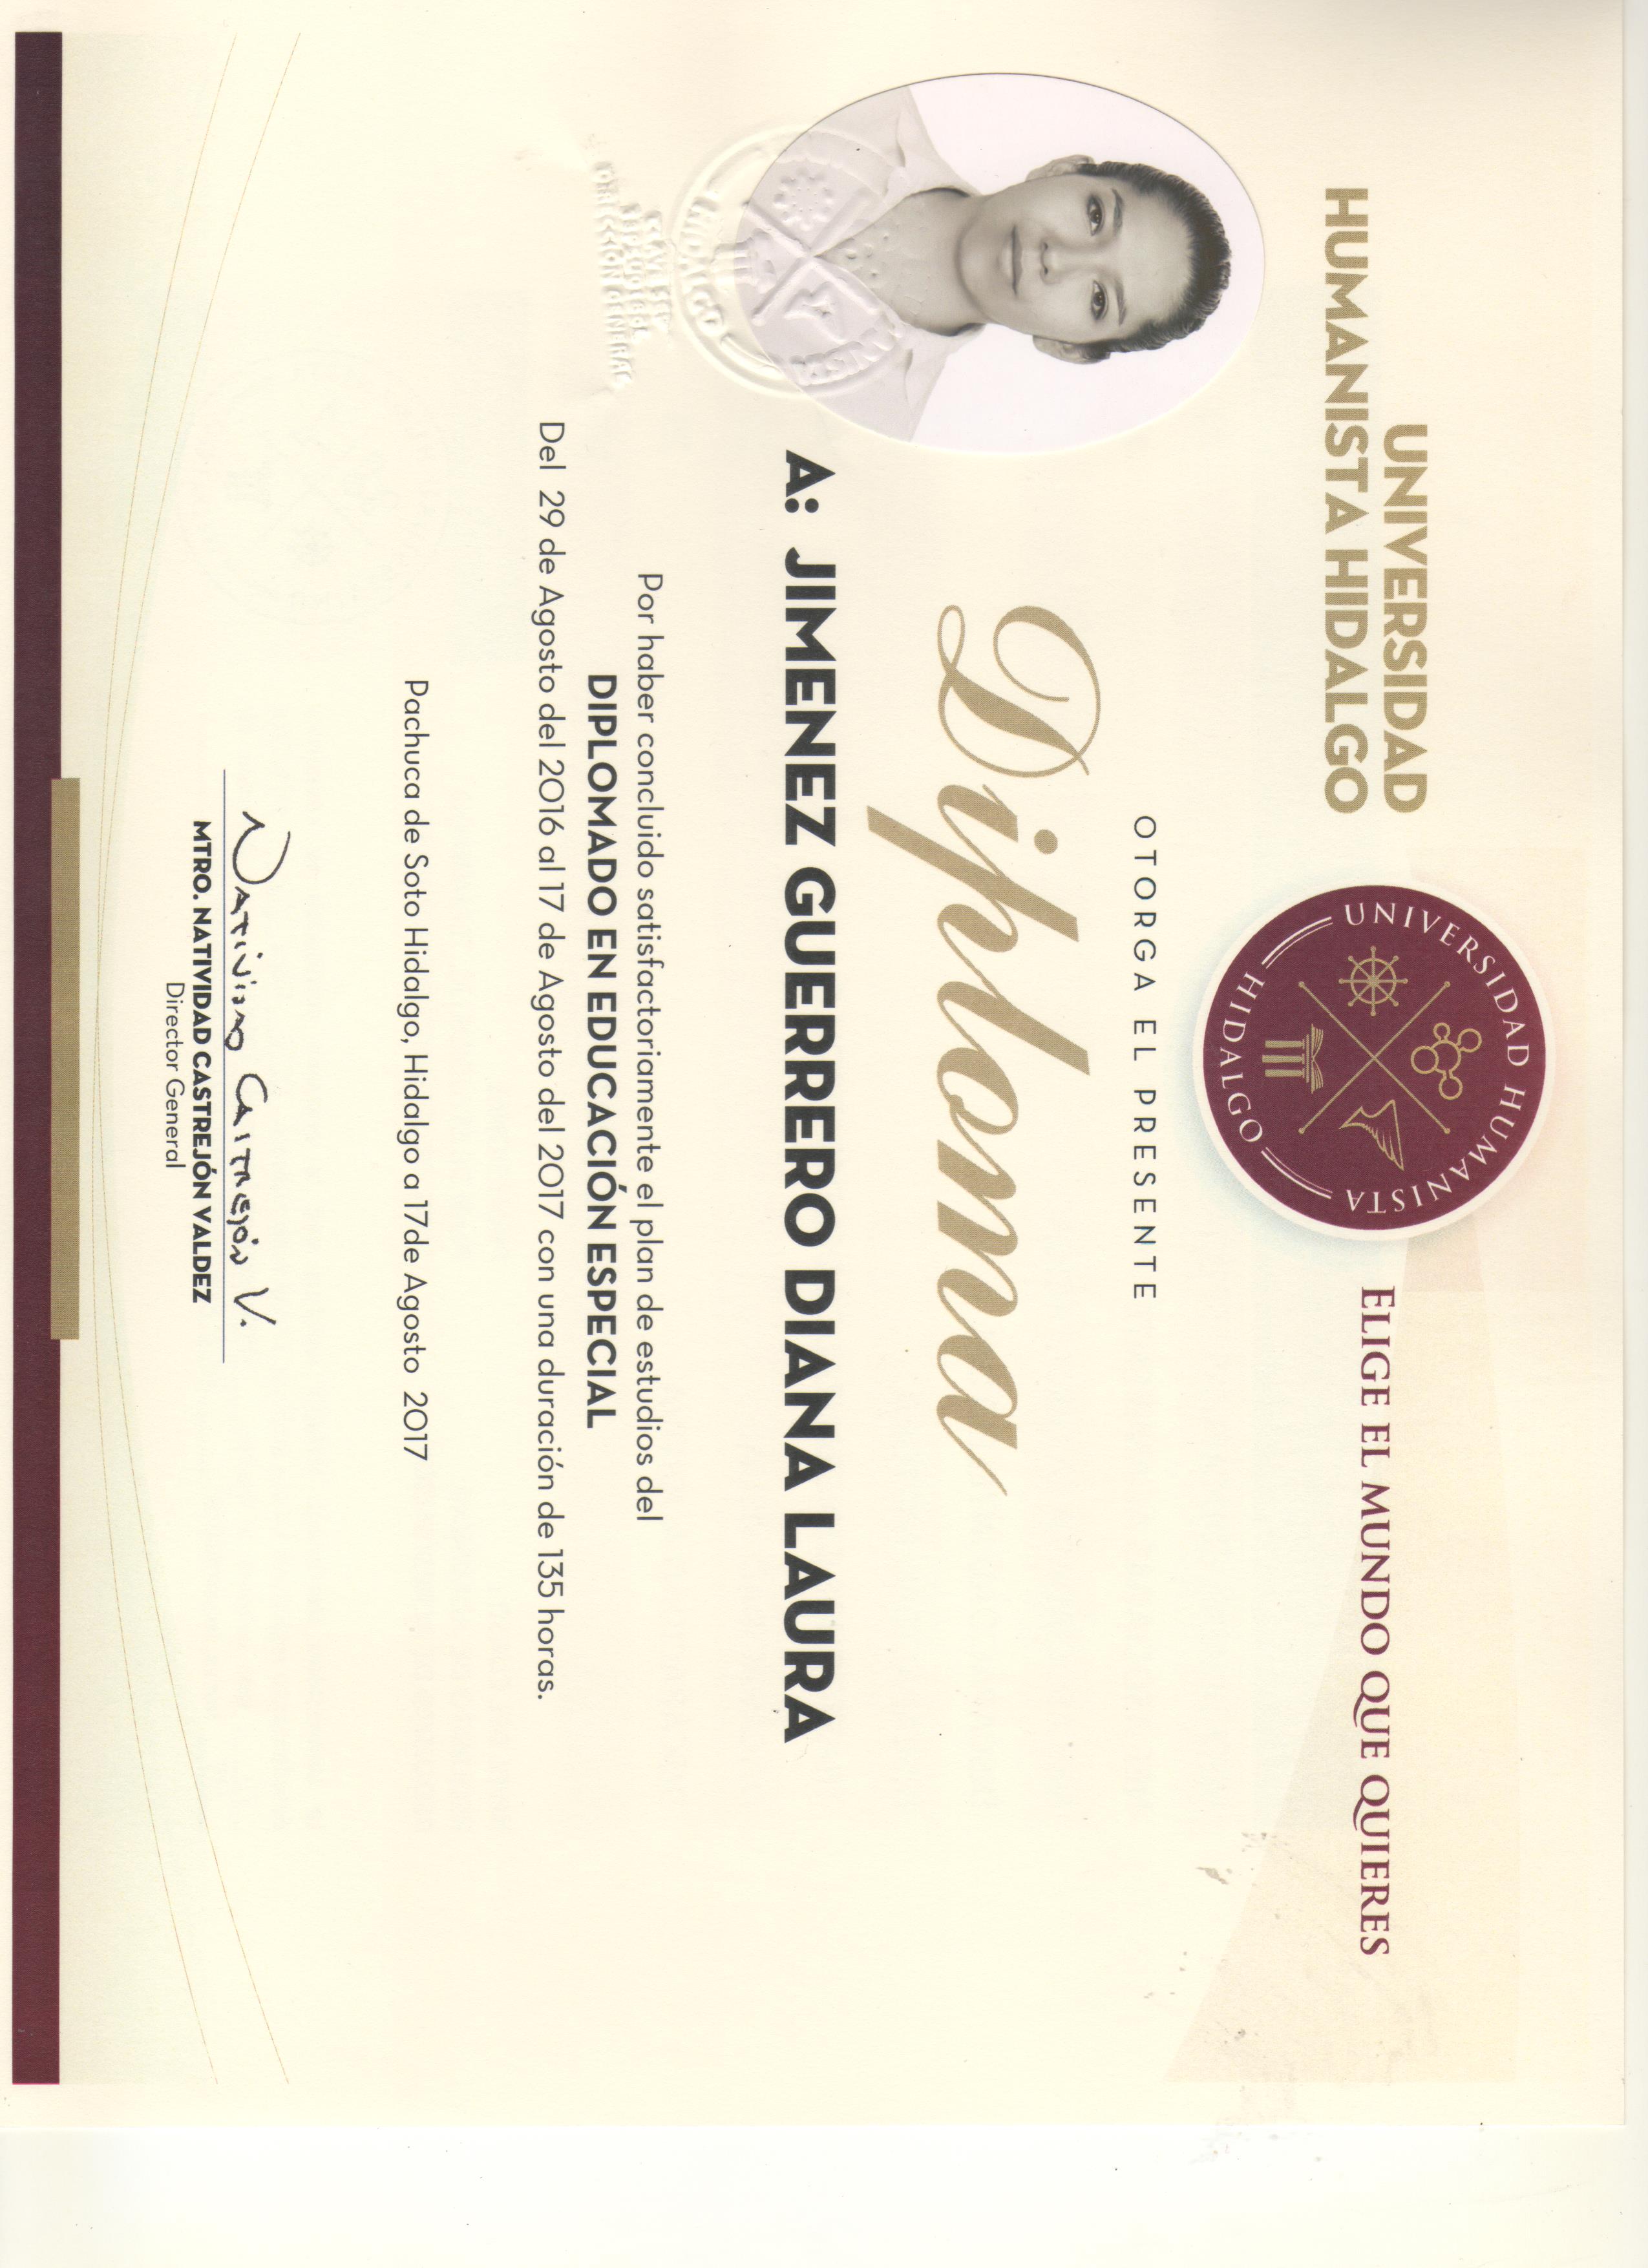 UNIVERSIDAD
HUMANISTA HIDALGO
UNIVERSIDAD HUMANISTA
HIDALGO
ELIGE EL MUNDO QUE QUIERES
OTORGA EL PRESENTE
Diploma
A: JIMENEZ GUERRERO DIANA LAURA
HIDALGO
DIRECCIÓN GENERAL
Por haber concluido satisfactoriamente el plan de estudios del
DIPLOMADO EN EDUCACIÓN ESPECIAL
Del 29 de Agosto del 2016 al 17 de Agosto del 2017 con una duración de 135 horas.
Pachuca de Soto Hidalgo, Hidalgo a 17de Agosto 2017
Natividad Castrejón V.
MTRO. NATIVIDAD CASTREJÓN VALDEZ
Director General